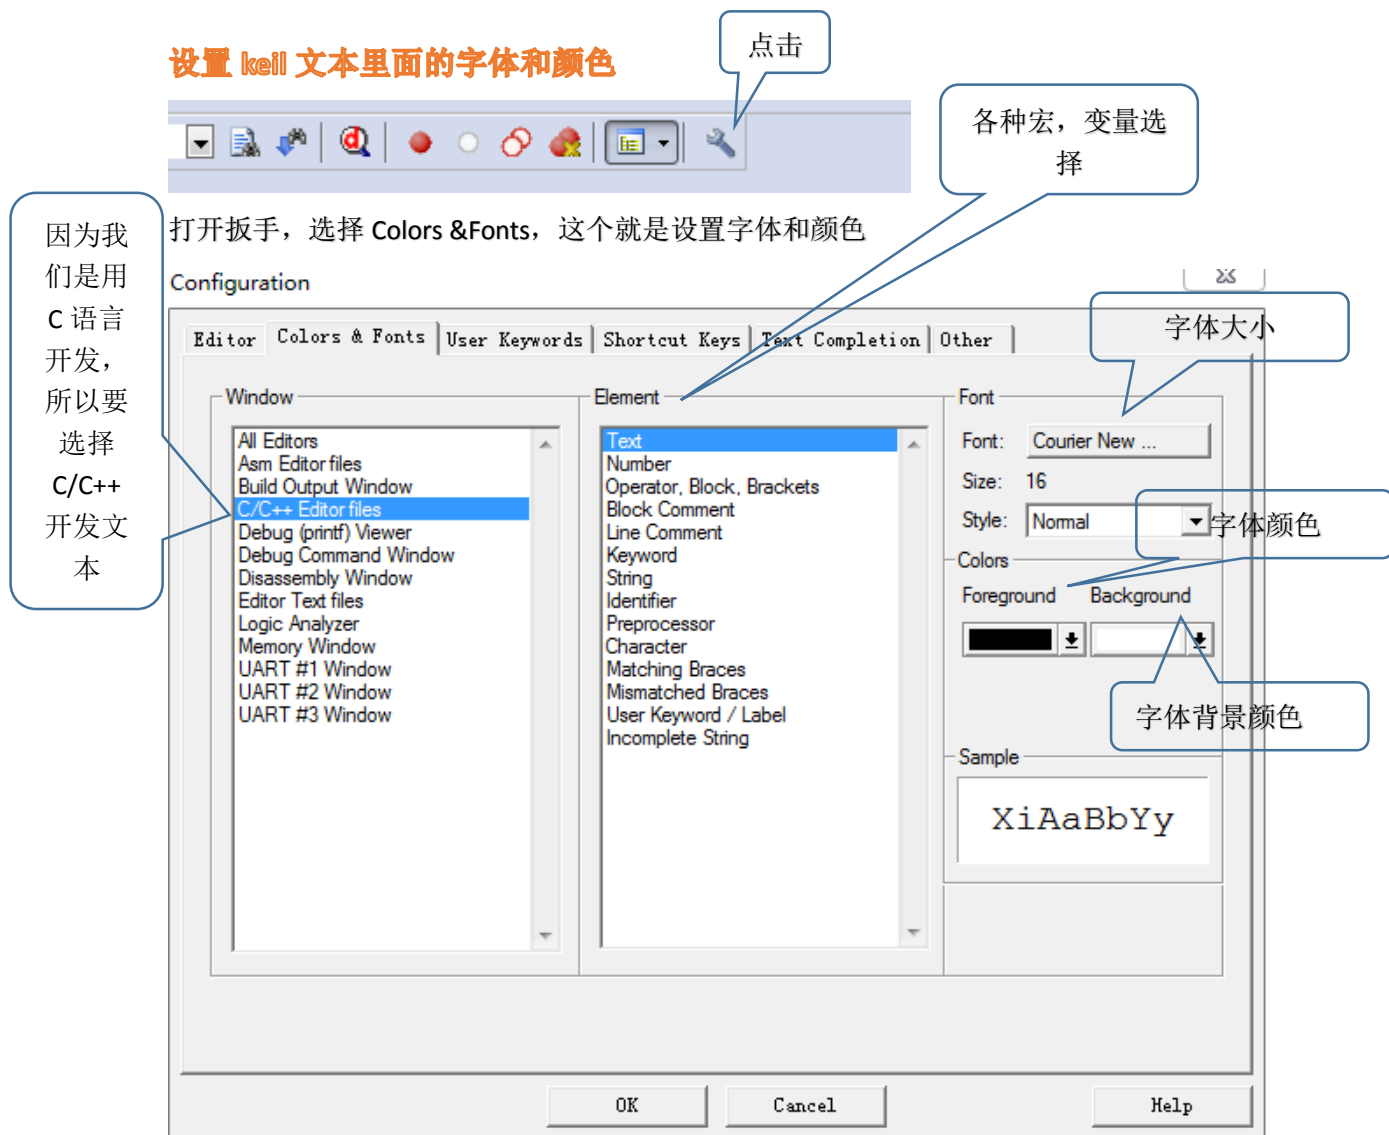 设置 keil 文本里面的字体和颜色
点击
各种宏，变量选
择
因为我
们是用
C 语言
开发，
所以要
选择
C/C++
开发文
本
打开扳手，选择 Colors &Fonts，这个就是设置字体和颜色
Configuration
字体大小
Editor Colors & Fonts User Keywords Shortcut Keys Text Completion Other
Window
All Editors
Asm Editor files
Build Output Window
C/C++ Editor files
Debug (printf) Viewer
Debug Command Window
Disassembly Window
Editor Text files
Logic Analyzer
Memory Window
UART #1 Window
UART #2 Window
UART #3 Window
Element
Text
Number
Operator, Block, Brackets
Block Comment
Line Comment
Keyword
String
Identifier
Preprocessor
Character
Matching Braces
Mismatched Braces
User Keyword / Label
Incomplete String
Font
Font: Courier New ...
Size: 16
Style: Normal
字体颜色
Colors
Foreground Background
字体背景颜色
Sample
XiAaBbYy
OK Cancel Help